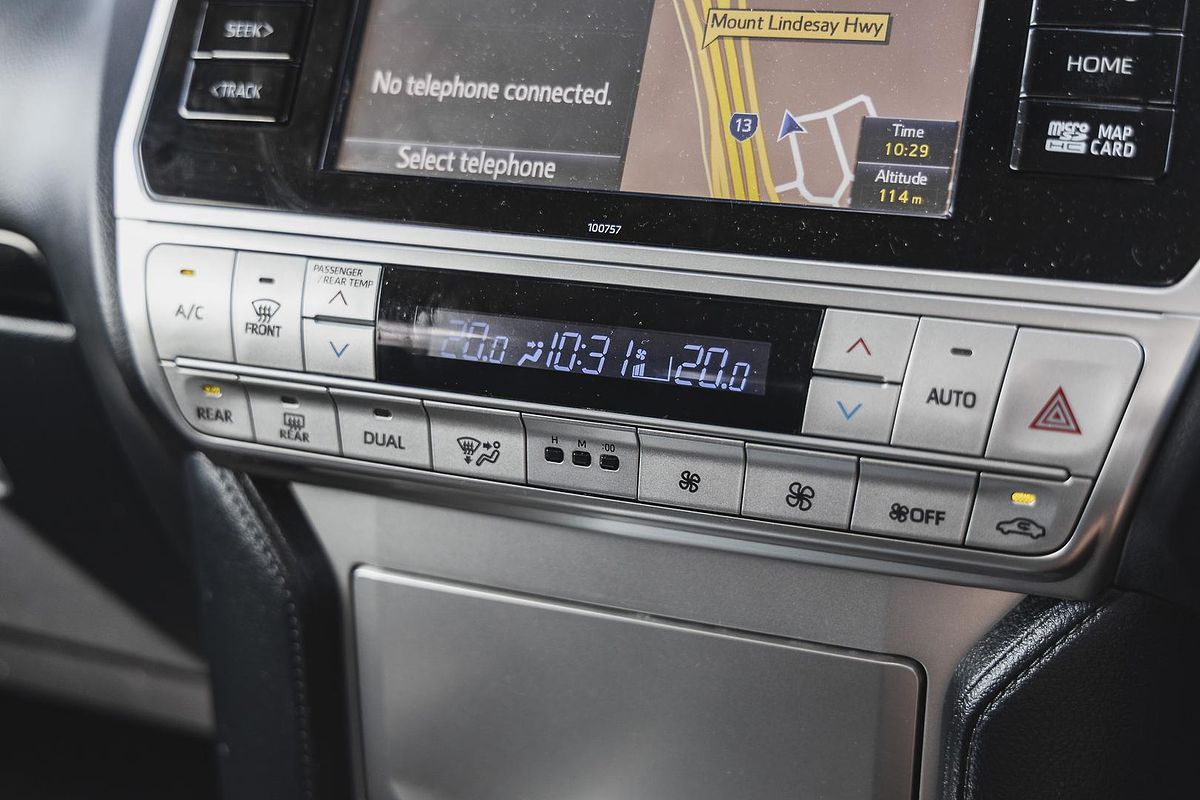 SEEK>
<TRACK
No telephone connected.
Select telephone
Mount Lindesay Hwy
13
Time
10:29
Altitude
114 m
HOME
micro
SD
HC
MAP
CARD
100757
A/C
FRONT
PASSENGER
/REAR TEMP
20.0
10:31
20.0
AUTO
REAR
REAR
DUAL
H M :00
OFF